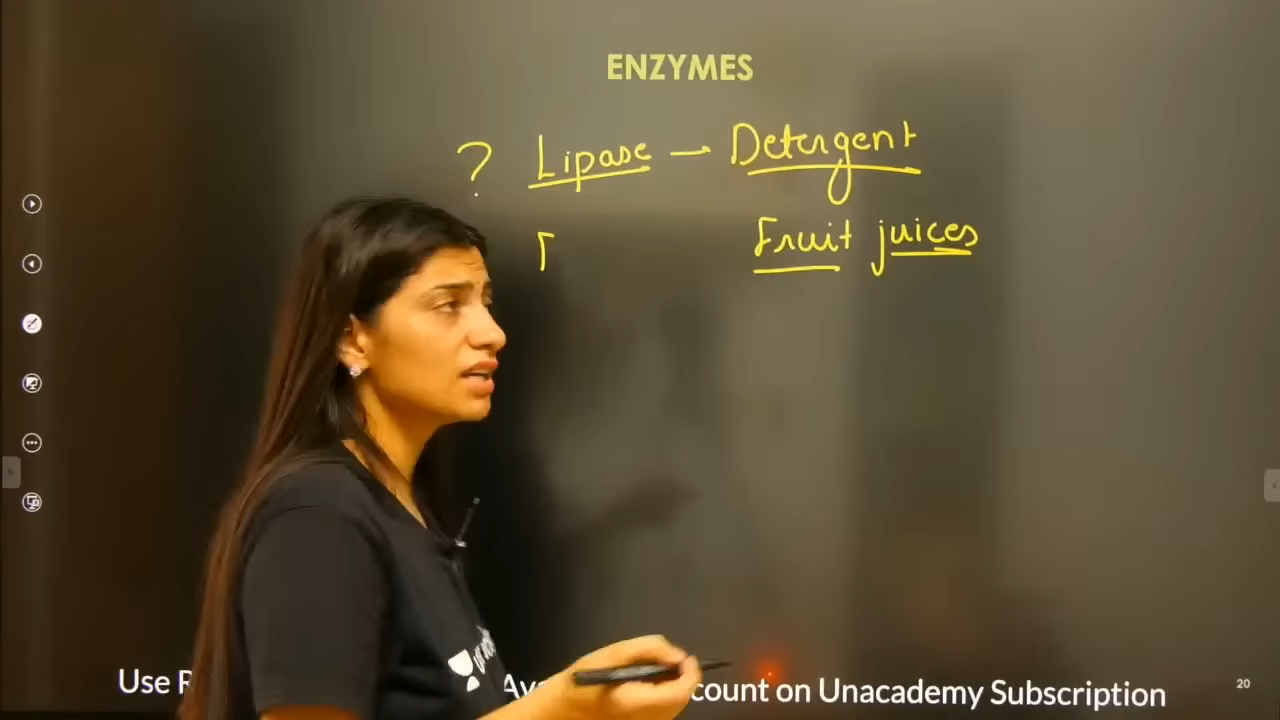 ENZYMES
? Lipase → Detergent
Fruit juices
Use
count on Unacademy Subscription
20